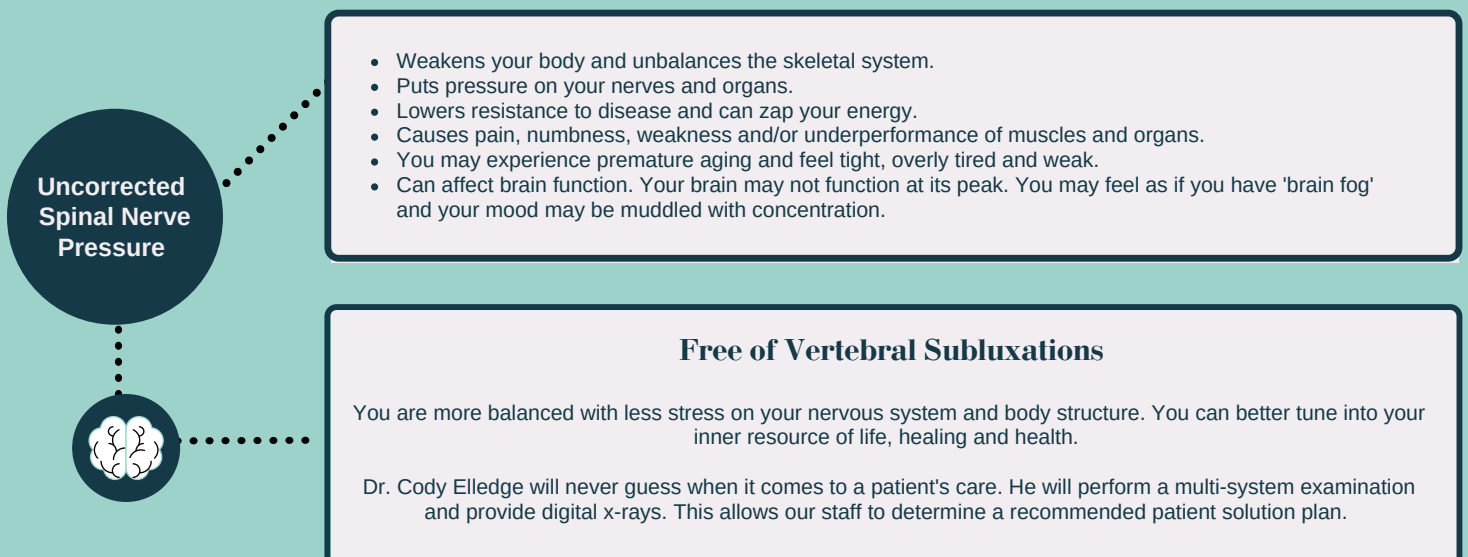 Uncorrected
Spinal Nerve
Pressure
• Weakens your body and unbalances the skeletal system.
• Puts pressure on your nerves and organs.
• Lowers resistance to disease and can zap your energy.
• Causes pain, numbness, weakness and/or underperformance of muscles and organs.
• You may experience premature aging and feel tight, overly tired and weak.
• Can affect brain function. Your brain may not function at its peak. You may feel as if you have 'brain fog'
and your mood may be muddled with concentration.
Free of Vertebral Subluxations
You are more balanced with less stress on your nervous system and body structure. You can better tune into your
inner resource of life, healing and health.
Dr. Cody Elledge will never guess when it comes to a patient's care. He will perform a multi-system examination
and provide digital x-rays. This allows our staff to determine a recommended patient solution plan.